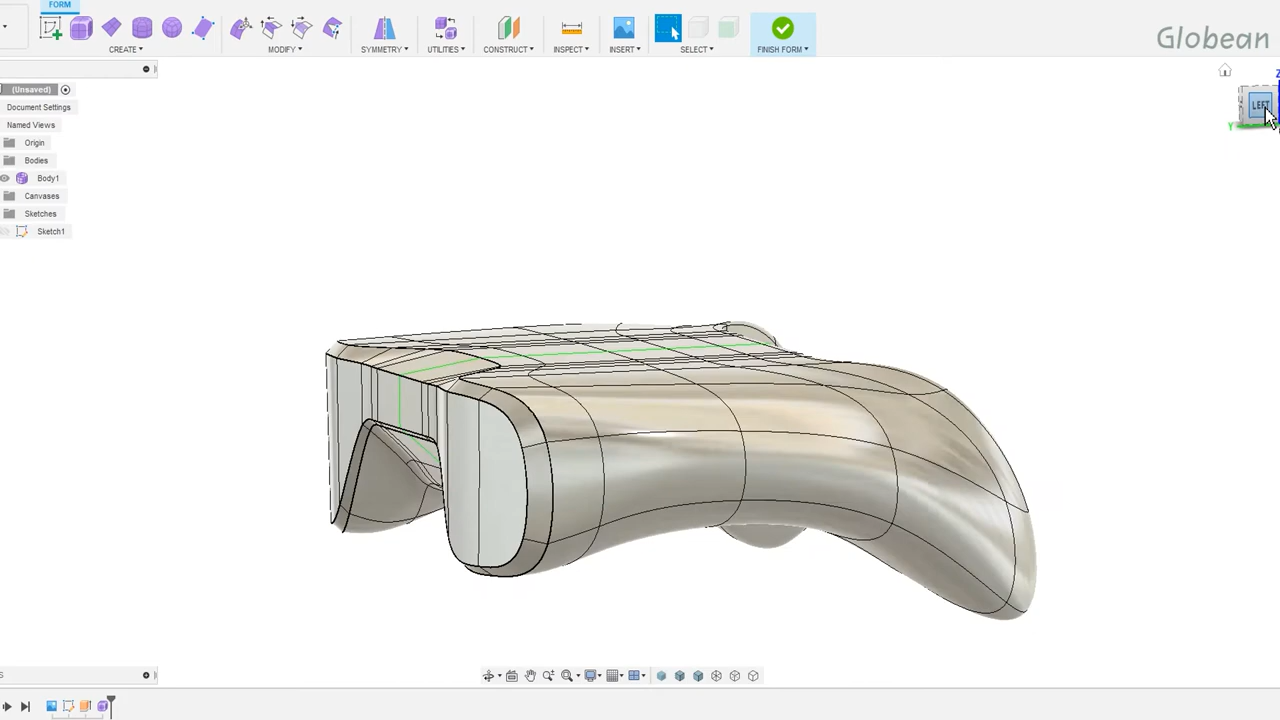 FORM
CREATE
MODIFY
SYMMETRY
UTILITIES
CONSTRUCT
INSPECT
INSERT
SELECT
FINISH FORM
Globean
(Unsaved)
Document Settings
Named Views
Origin
Bodies
Body1
Canvases
Sketches
Sketch1
LEFT
Z
Y
S